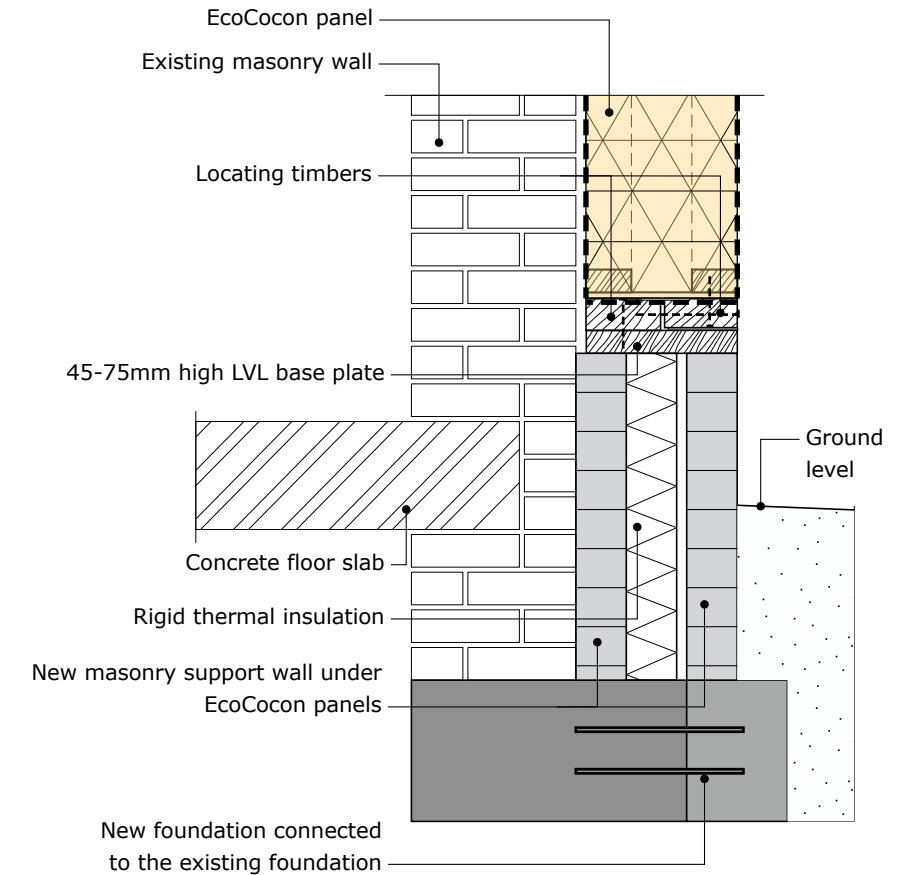 EcoCocon panel
Existing masonry wall
Locating timbers
45-75mm high LVL base plate
Ground
level
Concrete floor slab
Rigid thermal insulation
New masonry support wall under
EcoCocon panels
New foundation connected
to the existing foundation